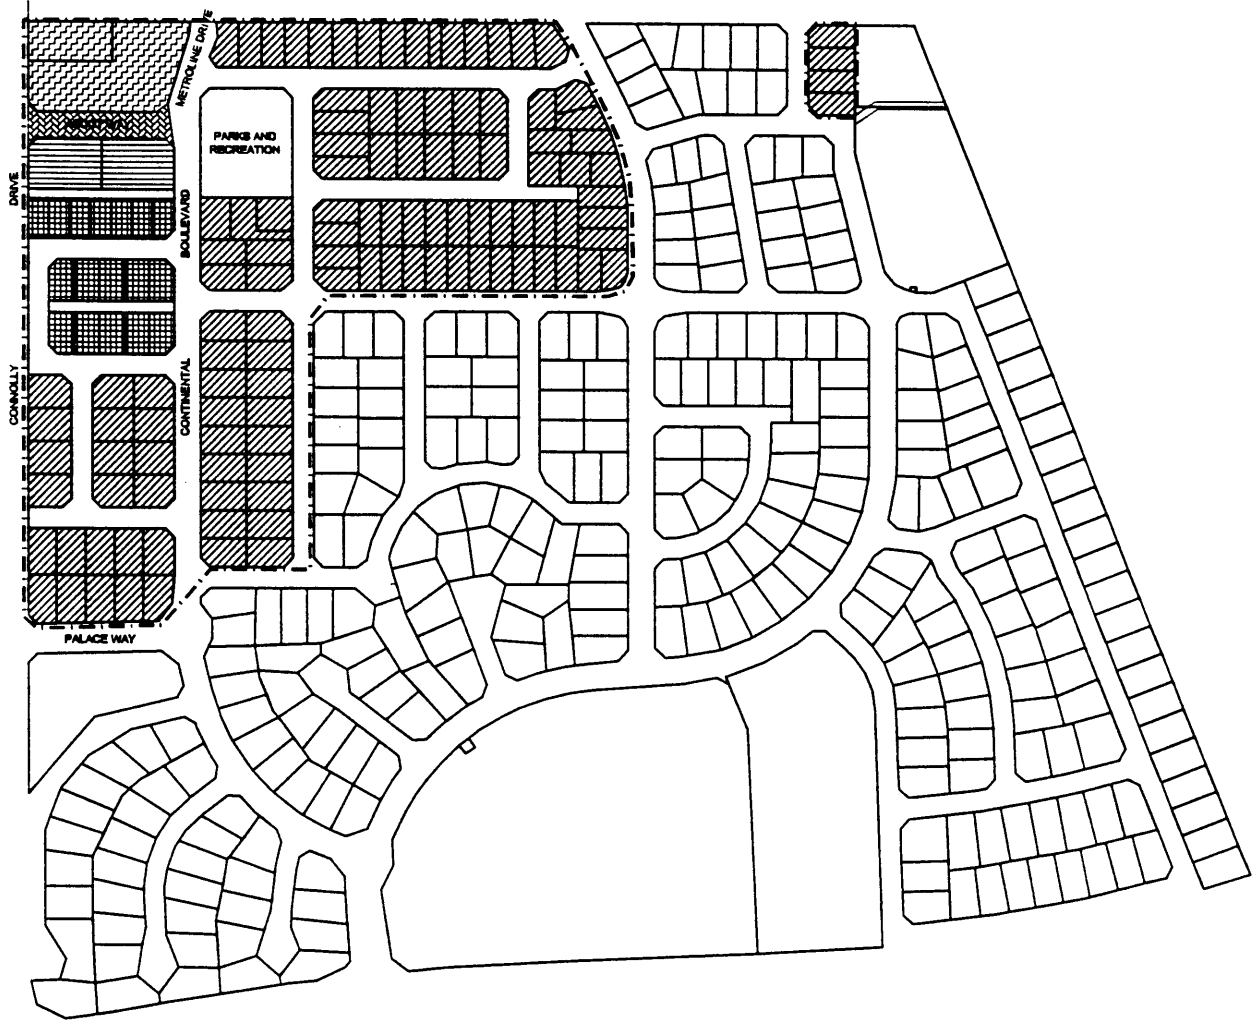 METROLINE DRIVE
PARKS AND
RECREATION
DRIVE
BOULEVARD
CONNOLLY
CONTINENTAL
PALACE WAY